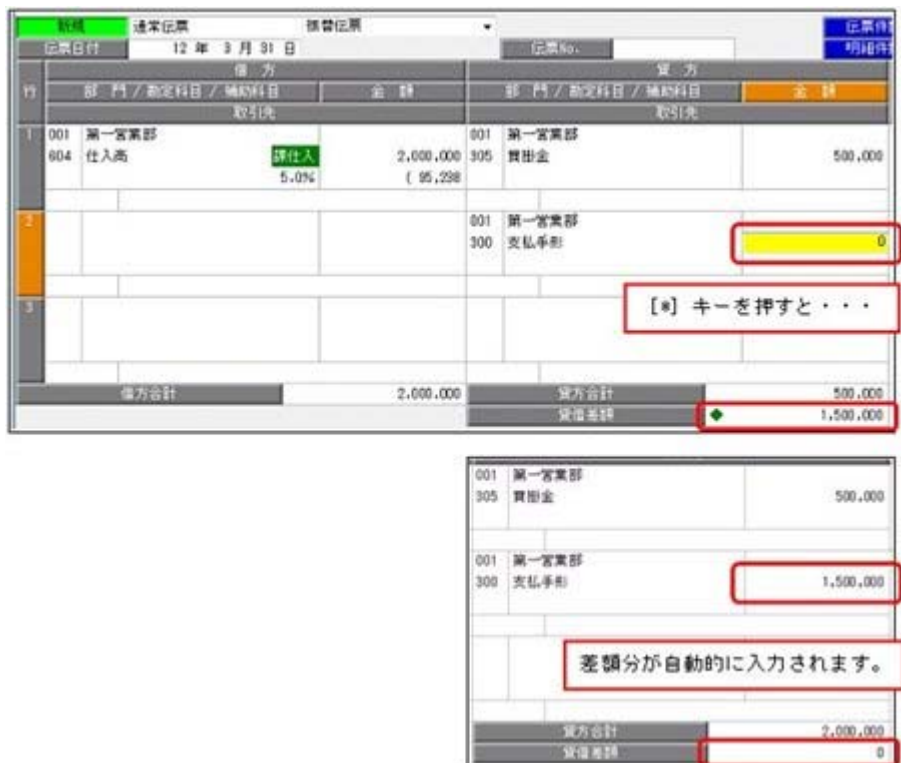 新規 通常伝票 振替伝票 伝票件
伝票日付 12 年 3 月 31 日 伝票No. 明細件
借 方 貸 方
行 部 門 / 勘定科目 / 補助科目 金 額 部 門 / 勘定科目 / 補助科目 金 額
取引先 取引先
1 001 第一営業部 001 第一営業部
604 仕入高 課仕入 2,000,000 305 買掛金 500,000
5.0% ( 95,238
2 001 第一営業部
300 支払手形 0
[*] キーを押すと・・・
3
借方合計 2,000,000 貸方合計 500,000
貸借差額 ◆ 1,500,000
001 第一営業部
305 買掛金 500,000
001 第一営業部
300 支払手形 1,500,000
差額分が自動的に入力されます。
貸方合計 2,000,000
貸借差額 0